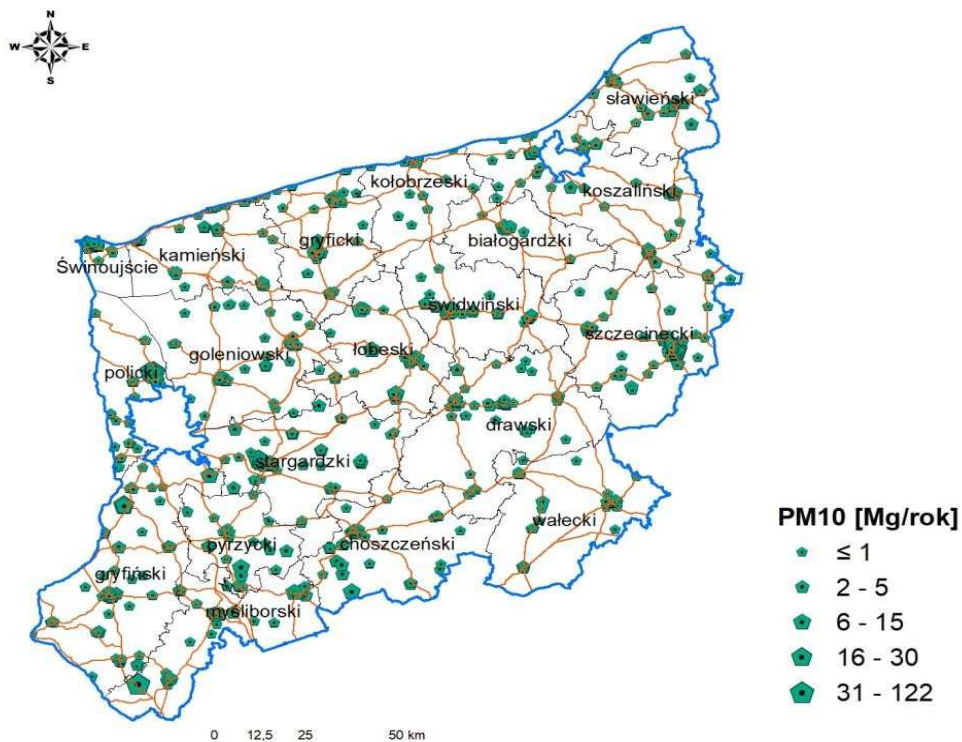 N
W E
S
sławieński
kołobrzeski
koszaliński
gryficki
białogardzki
kamieński
Świnoujście
świdwiński
szczecinecki
goleniowski
łobeski
policki
drawski
stargardzki
wałecki
pyrzycki
choszczeński
gryfiński
myśliborski
PM10 [Mg/rok]
≤ 1
2 - 5
6 - 15
16 - 30
31 - 122
0 12,5 25 50 km